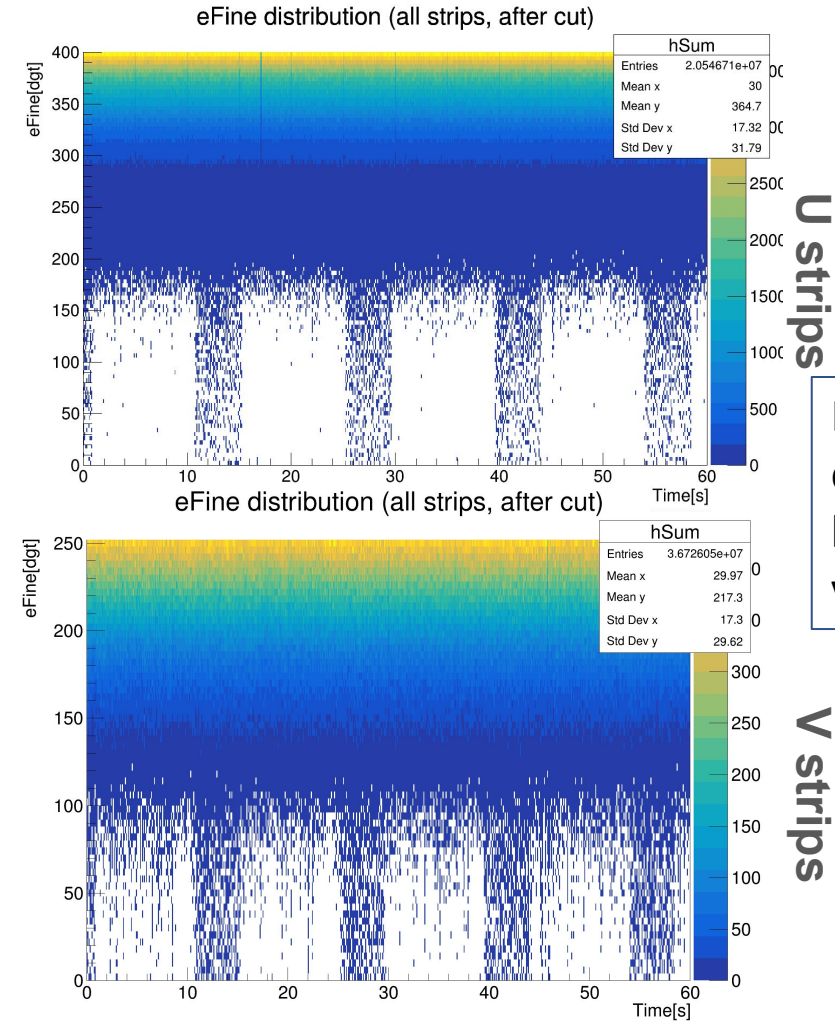 eFine distribution (all strips, after cut)
eFine[dgt]
400
350
300
250
200
150
100
50
0
0 10 20 30 40 50 60
Time[s]
hSum
Entries 2.054671e+07
Mean x 30
Mean y 364.7
Std Dev x 17.32
Std Dev y 31.79
2500
2000
1500
1000
500
0
U strips
eFine distribution (all strips, after cut)
eFine[dgt]
250
200
150
100
50
0
0 10 20 30 40 50 60
Time[s]
hSum
Entries 3.672605e+07
Mean x 29.97
Mean y 217.3
Std Dev x 17.3
Std Dev y 29.62
300
250
200
150
100
50
0
V strips